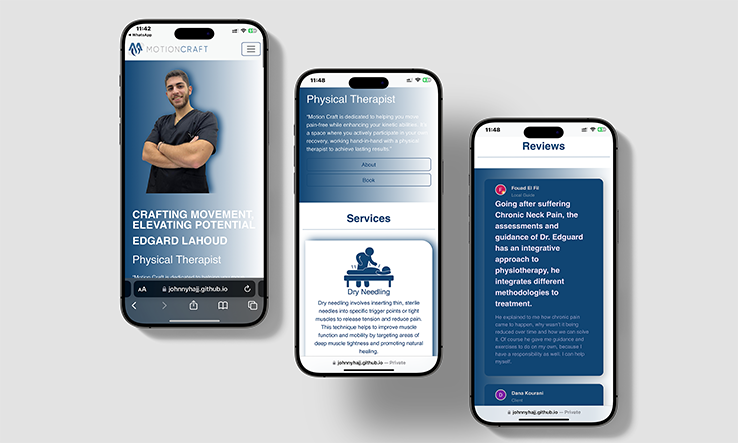 11:42
WhatsApp
MOTIONCRAFT
CRAFTING MOVEMENT,
ELEVATING POTENTIAL
EDGARD LAHOUD
Physical Therapist
"Motion Craft is dedicated to helping you move
AA
johnnyhajj.github.io
11:48
Physical Therapist
"Motion Craft is dedicated to helping you move
pain-free while enhancing your kinetic abilities. It's
a space where you actively participate in your own
recovery, working hand-in-hand with a physical
therapist to achieve lasting results."
About
Book
Services
Dry Needling
Dry needling involves inserting thin, sterile
needles into specific trigger points or tight
muscles to release tension and reduce pain.
This technique helps to improve muscle
function and mobility by targeting areas of
deep muscle tightness and promoting natural
healing.
johnnyhajj.github.io — Private
11:48
Reviews
F
Fouad El Fil
Local Guide
Going after suffering
Chronic Neck Pain, the
assessments and
guidance of Dr. Edguard
has an integrative
approach to
physiotherapy, he
integrates different
methodologies to
treatment.
He explained to me how chronic pain
came to happen, why wasn't it being
reduced over time and how we can solve
it. Of course he gave me guidance and
exercises to do on my own, because I
have a responsibility as well. I can help
myself.
D
Dana Kourani
Client
johnnyhajj.github.io — Private